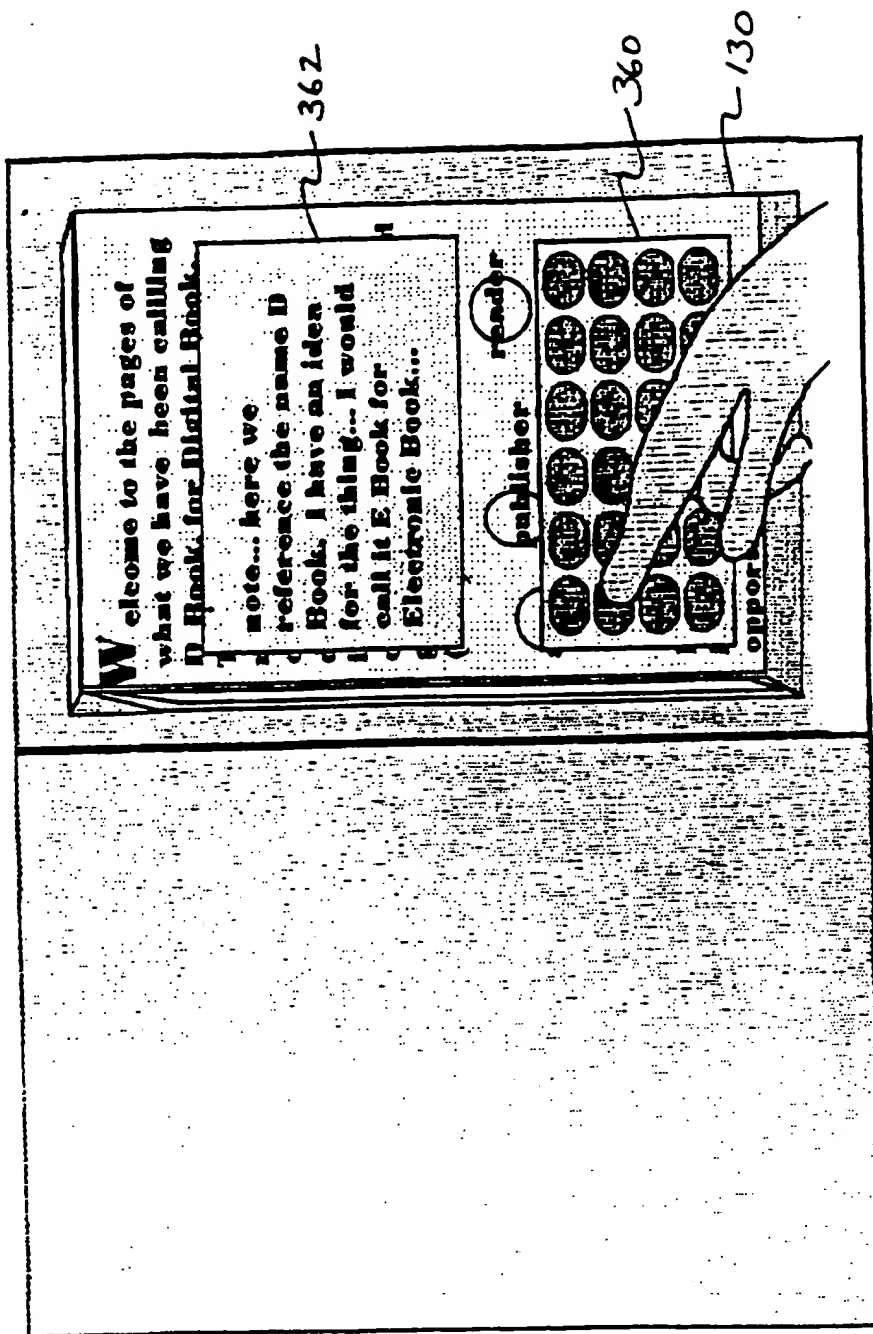 Welcome to the pages of
what we have been callling
D Book, for Digital Book.
note... here we
reference the name D
Book. I have an idea
for the thing... I would
call it E Book for
Electronic Book...
publisher
reader
oppors
362
360
130